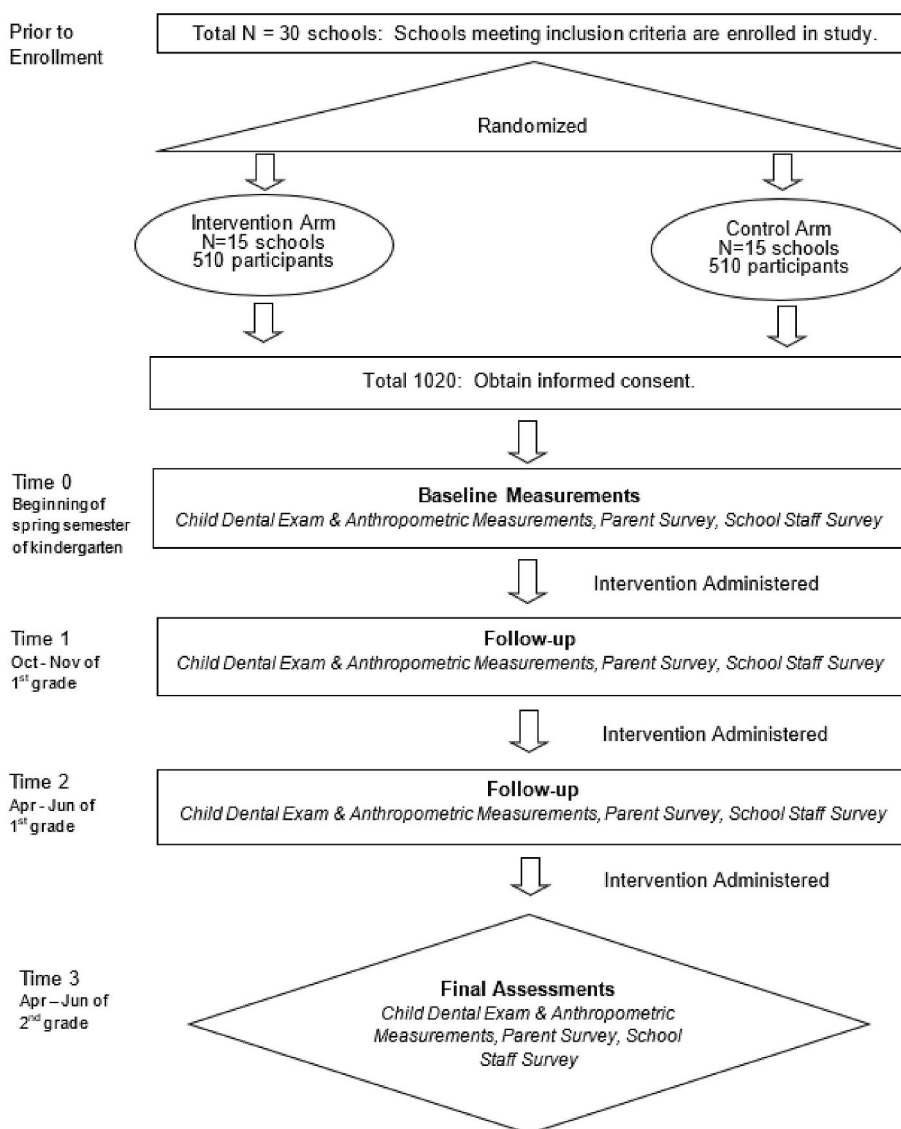 Prior to
Enrollment
Total N = 30 schools: Schools meeting inclusion criteria are enrolled in study.
Randomized
Intervention Arm
N=15 schools
510 participants
Control Arm
N=15 schools
510 participants
Total 1020: Obtain informed consent.
Time 0
Beginning of
spring semester
of kindergarten
Baseline Measurements
Child Dental Exam & Anthropometric Measurements, Parent Survey, School Staff Survey
Intervention Administered
Time 1
Oct - Nov of
1st grade
Follow-up
Child Dental Exam & Anthropometric Measurements, Parent Survey, School Staff Survey
Intervention Administered
Time 2
Apr - Jun of
1st grade
Follow-up
Child Dental Exam & Anthropometric Measurements, Parent Survey, School Staff Survey
Intervention Administered
Time 3
Apr – Jun of
2nd grade
Final Assessments
Child Dental Exam & Anthropometric
Measurements, Parent Survey, School
Staff Survey